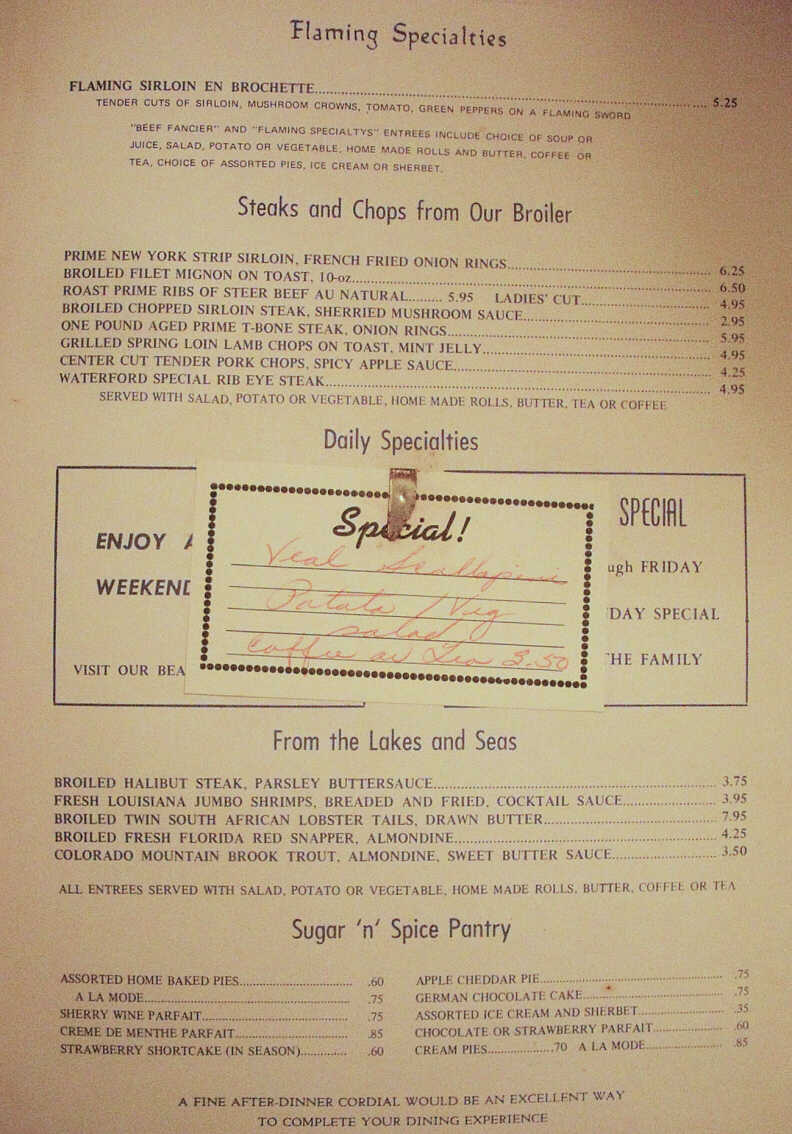 Flaming Specialties
FLAMING SIRLOIN EN BROCHETTE 5.25
TENDER CUTS OF SIRLOIN, MUSHROOM CROWNS, TOMATO, GREEN PEPPERS ON A FLAMING SWORD
"BEEF FANCIER" AND "FLAMING SPECIALTYS" ENTREES INCLUDE CHOICE OF SOUP OR
JUICE, SALAD, POTATO OR VEGETABLE, HOME MADE ROLLS AND BUTTER, COFFEE OR
TEA, CHOICE OF ASSORTED PIES, ICE CREAM OR SHERBET.
Steaks and Chops from Our Broiler
PRIME NEW YORK STRIP SIRLOIN, FRENCH FRIED ONION RINGS 6.25
BROILED FILET MIGNON ON TOAST, 10-oz. 6.50
ROAST PRIME RIBS OF STEER BEEF AU NATURAL 5.95 LADIES' CUT 4.95
BROILED CHOPPED SIRLOIN STEAK, SHERRIED MUSHROOM SAUCE 2.95
ONE POUND AGED PRIME T-BONE STEAK, ONION RINGS 5.95
GRILLED SPRING LOIN LAMB CHOPS ON TOAST, MINT JELLY 4.95
CENTER CUT TENDER PORK CHOPS, SPICY APPLE SAUCE 4.25
WATERFORD SPECIAL RIB EYE STEAK 4.95
SERVED WITH SALAD, POTATO OR VEGETABLE, HOME MADE ROLLS, BUTTER, TEA OR COFFEE
Daily Specialties
ENJOY
WEEKEND
VISIT OUR BEA
Special!
Veal Scallapini
Potato / Veg
salad
Coffee or Tea 3.50
SPECIAL
ugh FRIDAY
DAY SPECIAL
HE FAMILY
From the Lakes and Seas
BROILED HALIBUT STEAK, PARSLEY BUTTERSAUCE 3.75
FRESH LOUISIANA JUMBO SHRIMPS, BREADED AND FRIED, COCKTAIL SAUCE 3.95
BROILED TWIN SOUTH AFRICAN LOBSTER TAILS, DRAWN BUTTER 7.95
BROILED FRESH FLORIDA RED SNAPPER, ALMONDINE 4.25
COLORADO MOUNTAIN BROOK TROUT, ALMONDINE, SWEET BUTTER SAUCE 3.50
ALL ENTREES SERVED WITH SALAD, POTATO OR VEGETABLE, HOME MADE ROLLS, BUTTER, COFFEE OR TEA
Sugar 'n' Spice Pantry
ASSORTED HOME BAKED PIES .60
A LA MODE .75
SHERRY WINE PARFAIT .75
CREME DE MENTHE PARFAIT .85
STRAWBERRY SHORTCAKE (IN SEASON) .60
APPLE CHEDDAR PIE .75
GERMAN CHOCOLATE CAKE .75
ASSORTED ICE CREAM AND SHERBET .35
CHOCOLATE OR STRAWBERRY PARFAIT .60
CREAM PIES .70 A LA MODE .85
A FINE AFTER-DINNER CORDIAL WOULD BE AN EXCELLENT WAY
TO COMPLETE YOUR DINING EXPERIENCE